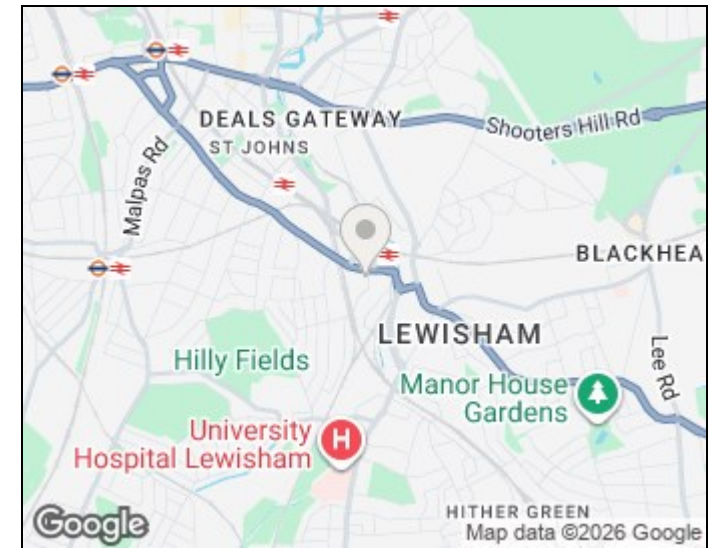 DEALS GATEWAY
ST JOHNS
Shooters Hill Rd
Malpas Rd
BLACKHEA
LEWISHAM
Lee Rd
Hilly Fields
Manor House
Gardens
University
Hospital Lewisham
H
HITHER GREEN
Google
Map data ©2026 Google